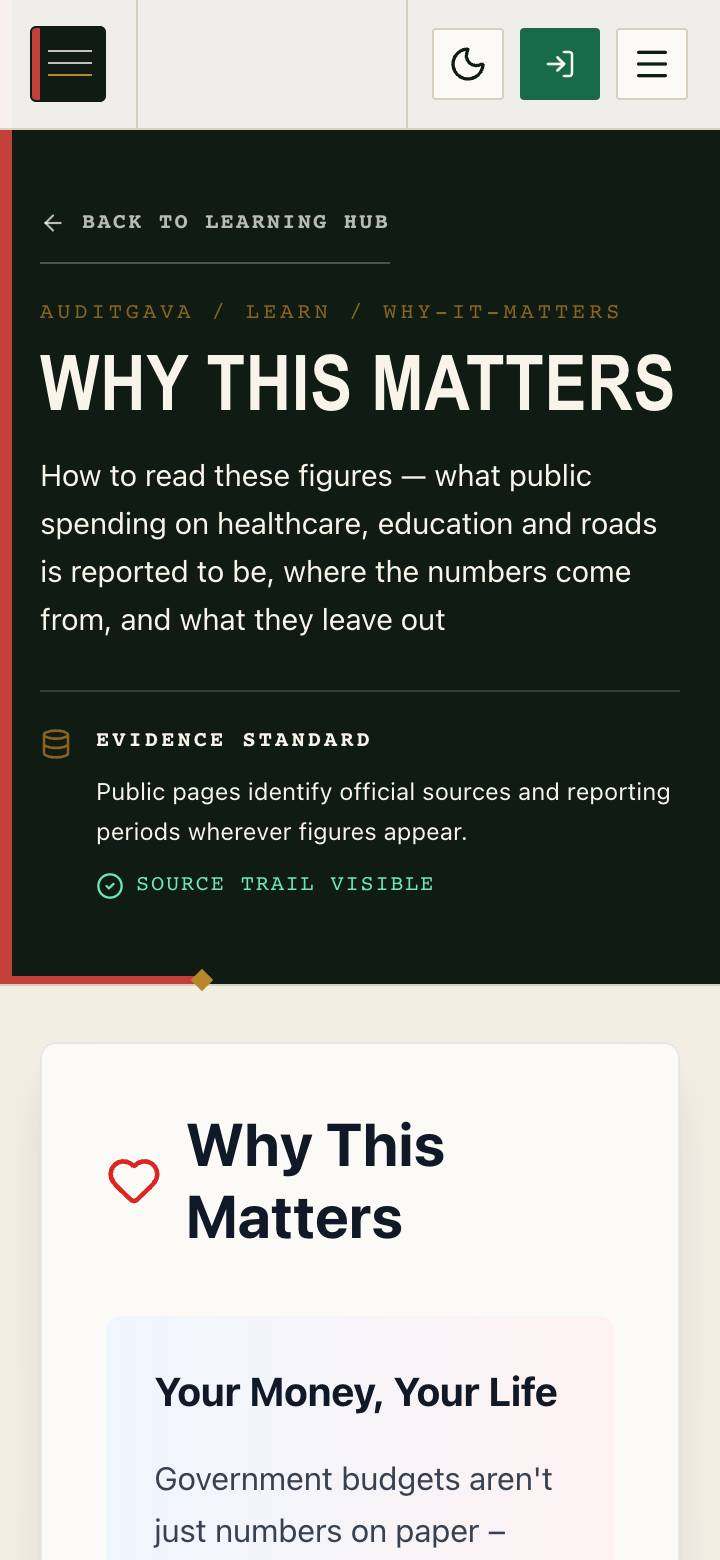 BACK TO LEARNING HUB
AUDITGAVA / LEARN / WHY-IT-MATTERS
WHY THIS MATTERS
How to read these figures — what public
spending on healthcare, education and roads
is reported to be, where the numbers come
from, and what they leave out
EVIDENCE STANDARD
Public pages identify official sources and reporting
periods wherever figures appear.
SOURCE TRAIL VISIBLE
Why This
Matters
Your Money, Your Life
Government budgets aren't
just numbers on paper –